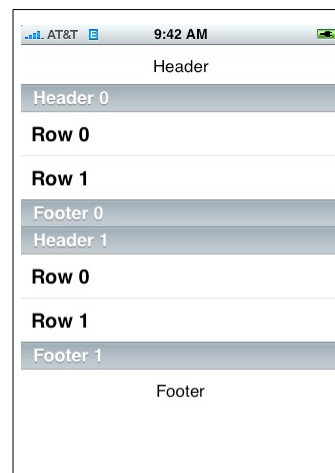 AT&T E 9:42 AM
Header
Header 0
Row 0
Row 1
Footer 0
Header 1
Row 0
Row 1
Footer 1
Footer